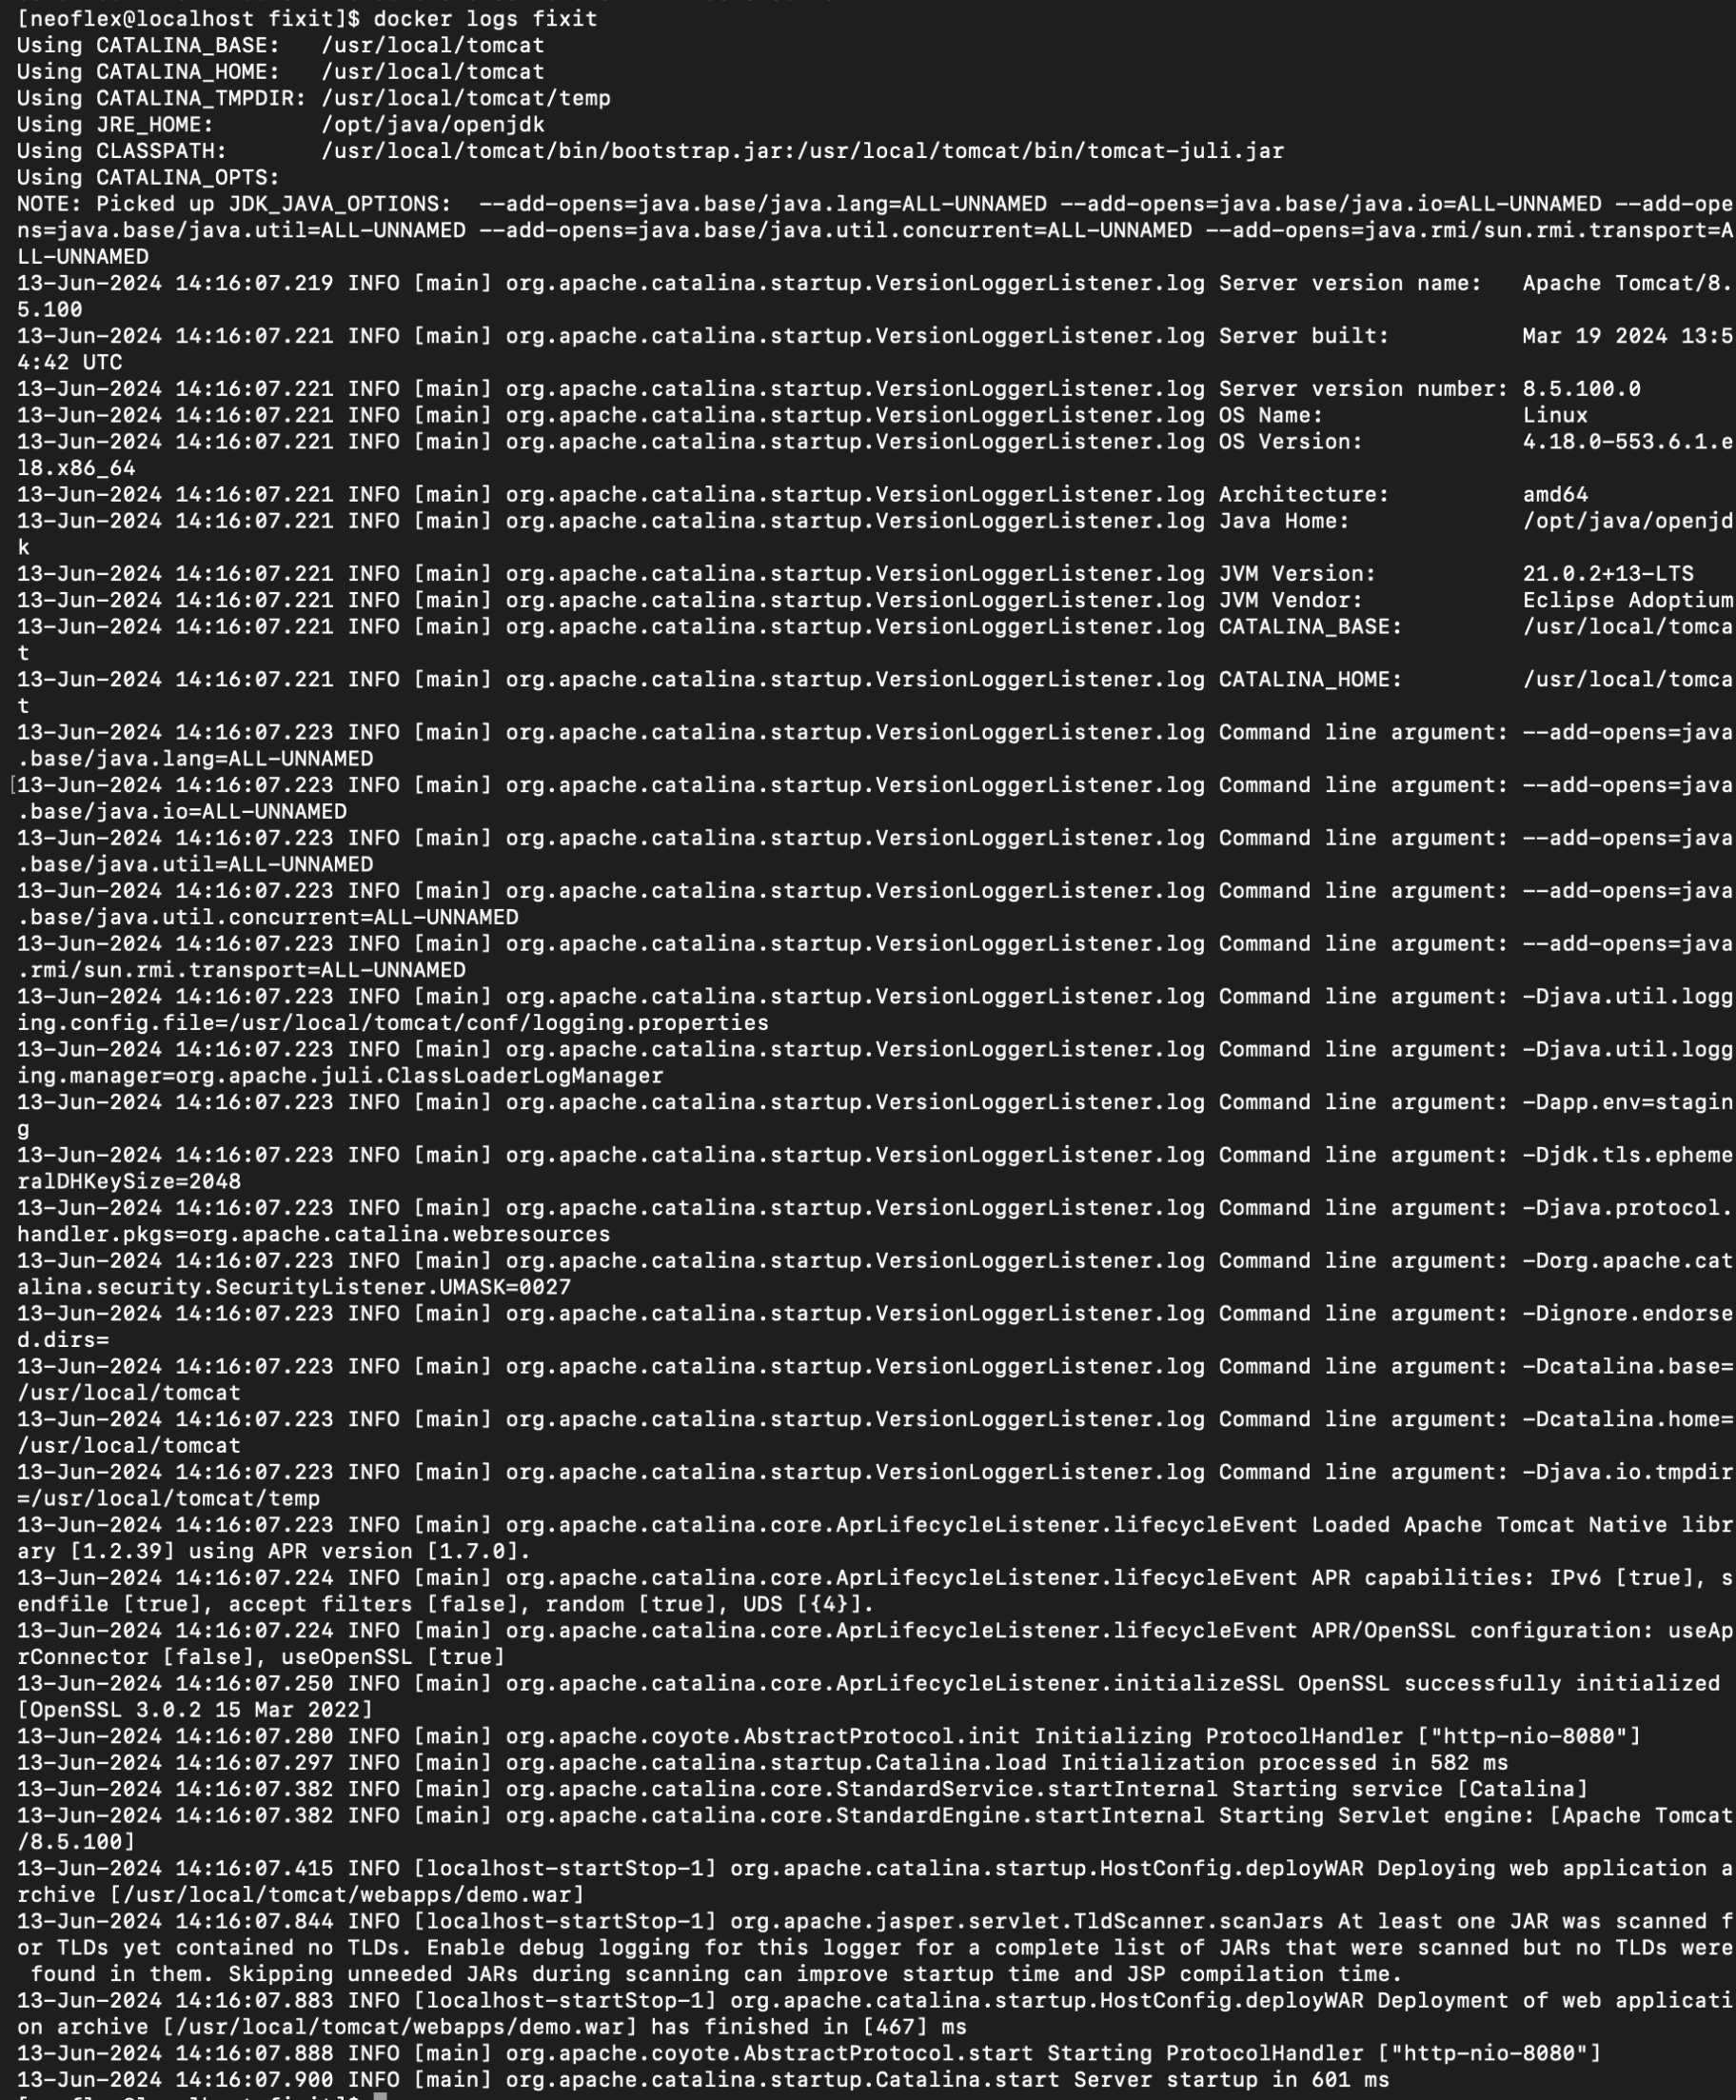 [neoflex@localhost fixit]$ docker logs fixit
Using CATALINA_BASE:   /usr/local/tomcat
Using CATALINA_HOME:   /usr/local/tomcat
Using CATALINA_TMPDIR: /usr/local/tomcat/temp
Using JRE_HOME:        /opt/java/openjdk
Using CLASSPATH:       /usr/local/tomcat/bin/bootstrap.jar:/usr/local/tomcat/bin/tomcat-juli.jar
Using CATALINA_OPTS:
NOTE: Picked up JDK_JAVA_OPTIONS:  --add-opens=java.base/java.lang=ALL-UNNAMED --add-opens=java.base/java.io=ALL-UNNAMED --add-ope
ns=java.base/java.util=ALL-UNNAMED --add-opens=java.base/java.util.concurrent=ALL-UNNAMED --add-opens=java.rmi/sun.rmi.transport=A
LL-UNNAMED
13-Jun-2024 14:16:07.219 INFO [main] org.apache.catalina.startup.VersionLoggerListener.log Server version name:   Apache Tomcat/8.
5.100
13-Jun-2024 14:16:07.221 INFO [main] org.apache.catalina.startup.VersionLoggerListener.log Server built:          Mar 19 2024 13:5
4:42 UTC
13-Jun-2024 14:16:07.221 INFO [main] org.apache.catalina.startup.VersionLoggerListener.log Server version number: 8.5.100.0
13-Jun-2024 14:16:07.221 INFO [main] org.apache.catalina.startup.VersionLoggerListener.log OS Name:               Linux
13-Jun-2024 14:16:07.221 INFO [main] org.apache.catalina.startup.VersionLoggerListener.log OS Version:            4.18.0-553.6.1.e
l8.x86_64
13-Jun-2024 14:16:07.221 INFO [main] org.apache.catalina.startup.VersionLoggerListener.log Architecture:          amd64
13-Jun-2024 14:16:07.221 INFO [main] org.apache.catalina.startup.VersionLoggerListener.log Java Home:             /opt/java/openjd
k
13-Jun-2024 14:16:07.221 INFO [main] org.apache.catalina.startup.VersionLoggerListener.log JVM Version:           21.0.2+13-LTS
13-Jun-2024 14:16:07.221 INFO [main] org.apache.catalina.startup.VersionLoggerListener.log JVM Vendor:            Eclipse Adoptium
13-Jun-2024 14:16:07.221 INFO [main] org.apache.catalina.startup.VersionLoggerListener.log CATALINA_BASE:         /usr/local/tomca
t
13-Jun-2024 14:16:07.221 INFO [main] org.apache.catalina.startup.VersionLoggerListener.log CATALINA_HOME:         /usr/local/tomca
t
13-Jun-2024 14:16:07.223 INFO [main] org.apache.catalina.startup.VersionLoggerListener.log Command line argument: --add-opens=java
.base/java.lang=ALL-UNNAMED
[13-Jun-2024 14:16:07.223 INFO [main] org.apache.catalina.startup.VersionLoggerListener.log Command line argument: --add-opens=java
.base/java.io=ALL-UNNAMED
13-Jun-2024 14:16:07.223 INFO [main] org.apache.catalina.startup.VersionLoggerListener.log Command line argument: --add-opens=java
.base/java.util=ALL-UNNAMED
13-Jun-2024 14:16:07.223 INFO [main] org.apache.catalina.startup.VersionLoggerListener.log Command line argument: --add-opens=java
.base/java.util.concurrent=ALL-UNNAMED
13-Jun-2024 14:16:07.223 INFO [main] org.apache.catalina.startup.VersionLoggerListener.log Command line argument: --add-opens=java
.rmi/sun.rmi.transport=ALL-UNNAMED
13-Jun-2024 14:16:07.223 INFO [main] org.apache.catalina.startup.VersionLoggerListener.log Command line argument: -Djava.util.logg
ing.config.file=/usr/local/tomcat/conf/logging.properties
13-Jun-2024 14:16:07.223 INFO [main] org.apache.catalina.startup.VersionLoggerListener.log Command line argument: -Djava.util.logg
ing.manager=org.apache.juli.ClassLoaderLogManager
13-Jun-2024 14:16:07.223 INFO [main] org.apache.catalina.startup.VersionLoggerListener.log Command line argument: -Dapp.env=stagin
g
13-Jun-2024 14:16:07.223 INFO [main] org.apache.catalina.startup.VersionLoggerListener.log Command line argument: -Djdk.tls.epheme
ralDHKeySize=2048
13-Jun-2024 14:16:07.223 INFO [main] org.apache.catalina.startup.VersionLoggerListener.log Command line argument: -Djava.protocol.
handler.pkgs=org.apache.catalina.webresources
13-Jun-2024 14:16:07.223 INFO [main] org.apache.catalina.startup.VersionLoggerListener.log Command line argument: -Dorg.apache.cat
alina.security.SecurityListener.UMASK=0027
13-Jun-2024 14:16:07.223 INFO [main] org.apache.catalina.startup.VersionLoggerListener.log Command line argument: -Dignore.endorse
d.dirs=
13-Jun-2024 14:16:07.223 INFO [main] org.apache.catalina.startup.VersionLoggerListener.log Command line argument: -Dcatalina.base=
/usr/local/tomcat
13-Jun-2024 14:16:07.223 INFO [main] org.apache.catalina.startup.VersionLoggerListener.log Command line argument: -Dcatalina.home=
/usr/local/tomcat
13-Jun-2024 14:16:07.223 INFO [main] org.apache.catalina.startup.VersionLoggerListener.log Command line argument: -Djava.io.tmpdir
=/usr/local/tomcat/temp
13-Jun-2024 14:16:07.223 INFO [main] org.apache.catalina.core.AprLifecycleListener.lifecycleEvent Loaded Apache Tomcat Native libr
ary [1.2.39] using APR version [1.7.0].
13-Jun-2024 14:16:07.224 INFO [main] org.apache.catalina.core.AprLifecycleListener.lifecycleEvent APR capabilities: IPv6 [true], s
endfile [true], accept filters [false], random [true], UDS [{4}].
13-Jun-2024 14:16:07.224 INFO [main] org.apache.catalina.core.AprLifecycleListener.lifecycleEvent APR/OpenSSL configuration: useAp
rConnector [false], useOpenSSL [true]
13-Jun-2024 14:16:07.250 INFO [main] org.apache.catalina.core.AprLifecycleListener.initializeSSL OpenSSL successfully initialized
[OpenSSL 3.0.2 15 Mar 2022]
13-Jun-2024 14:16:07.280 INFO [main] org.apache.coyote.AbstractProtocol.init Initializing ProtocolHandler ["http-nio-8080"]
13-Jun-2024 14:16:07.297 INFO [main] org.apache.catalina.startup.Catalina.load Initialization processed in 582 ms
13-Jun-2024 14:16:07.382 INFO [main] org.apache.catalina.core.StandardService.startInternal Starting service [Catalina]
13-Jun-2024 14:16:07.382 INFO [main] org.apache.catalina.core.StandardEngine.startInternal Starting Servlet engine: [Apache Tomcat
/8.5.100]
13-Jun-2024 14:16:07.415 INFO [localhost-startStop-1] org.apache.catalina.startup.HostConfig.deployWAR Deploying web application a
rchive [/usr/local/tomcat/webapps/demo.war]
13-Jun-2024 14:16:07.844 INFO [localhost-startStop-1] org.apache.jasper.servlet.TldScanner.scanJars At least one JAR was scanned f
or TLDs yet contained no TLDs. Enable debug logging for this logger for a complete list of JARs that were scanned but no TLDs were
 found in them. Skipping unneeded JARs during scanning can improve startup time and JSP compilation time.
13-Jun-2024 14:16:07.883 INFO [localhost-startStop-1] org.apache.catalina.startup.HostConfig.deployWAR Deployment of web applicati
on archive [/usr/local/tomcat/webapps/demo.war] has finished in [467] ms
13-Jun-2024 14:16:07.888 INFO [main] org.apache.coyote.AbstractProtocol.start Starting ProtocolHandler ["http-nio-8080"]
13-Jun-2024 14:16:07.900 INFO [main] org.apache.catalina.startup.Catalina.start Server startup in 601 ms